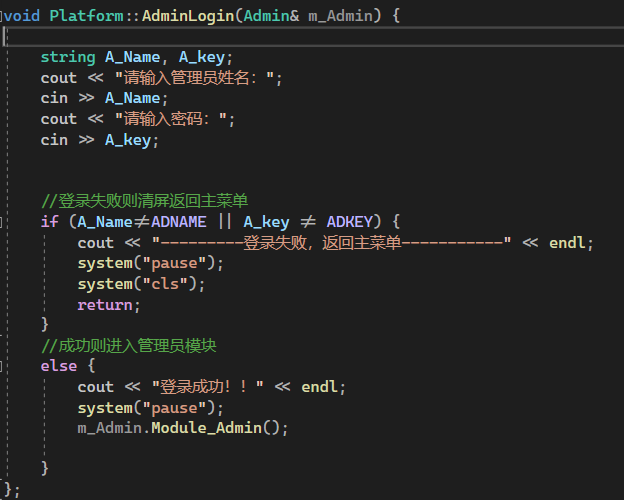 void Platform::AdminLogin(Admin& m_Admin) {
string A_Name, A_key;
cout << "请输入管理员姓名：";
cin >> A_Name;
cout << "请输入密码：";
cin >> A_key;
//登录失败则清屏返回主菜单
if (A_Name!=ADNAME || A_key != ADKEY) {
cout << "---------登录失败，返回主菜单-----------" << endl;
system("pause");
system("cls");
return;
}
//成功则进入管理员模块
else {
cout << "登录成功！！" << endl;
system("pause");
m_Admin.Module_Admin();
}
};